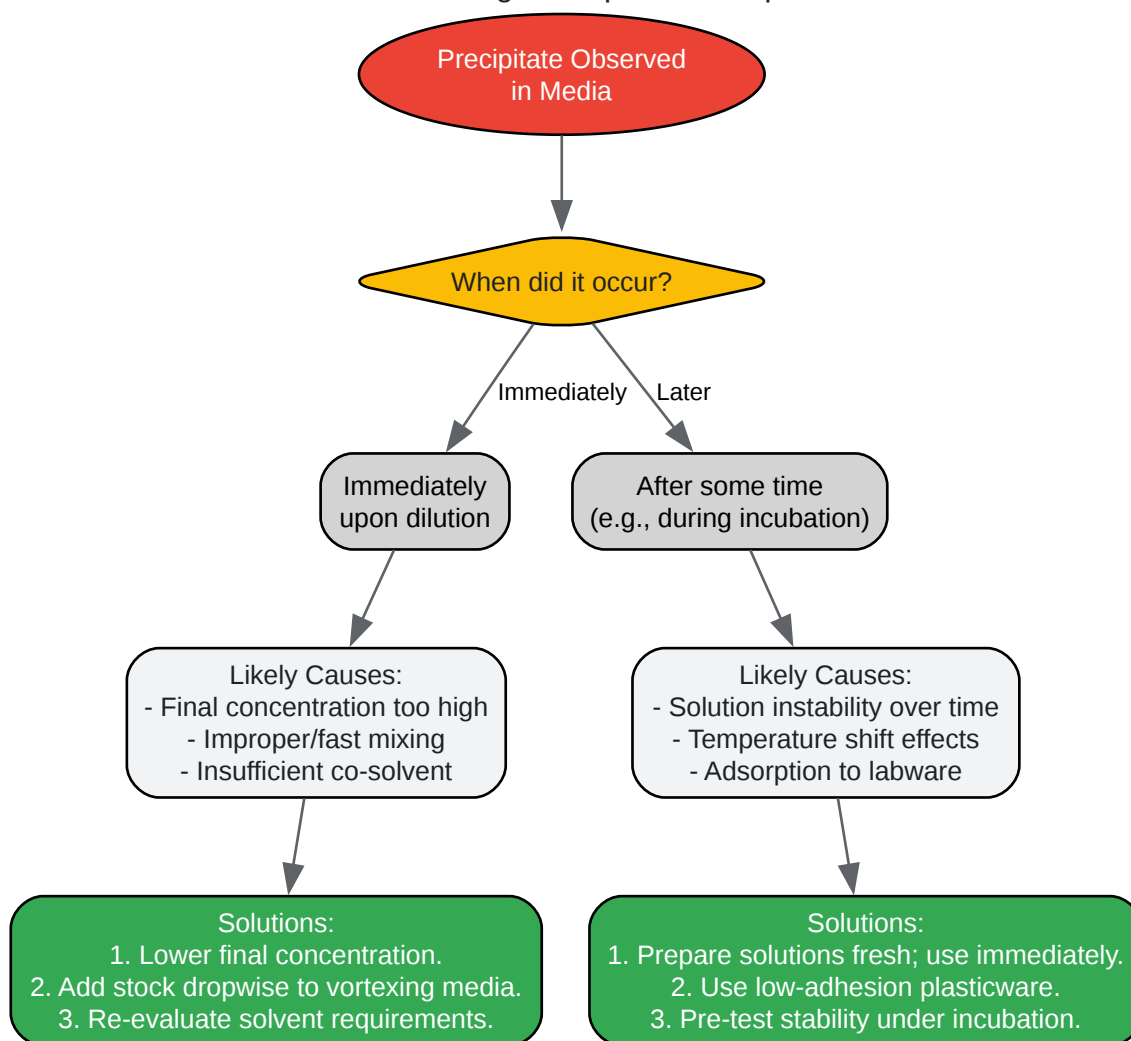 Precipitate Observed
in Media
When did it occur?
Immediately
Later
Immediately
upon dilution
After some time
(e.g., during incubation)
Likely Causes:
- Final concentration too high
- Improper/fast mixing
- Insufficient co-solvent
Likely Causes:
- Solution instability over time
- Temperature shift effects
- Adsorption to labware
Solutions:
1. Lower final concentration.
2. Add stock dropwise to vortexing media.
3. Re-evaluate solvent requirements.
Solutions:
1. Prepare solutions fresh; use immediately.
2. Use low-adhesion plasticware.
3. Pre-test stability under incubation.